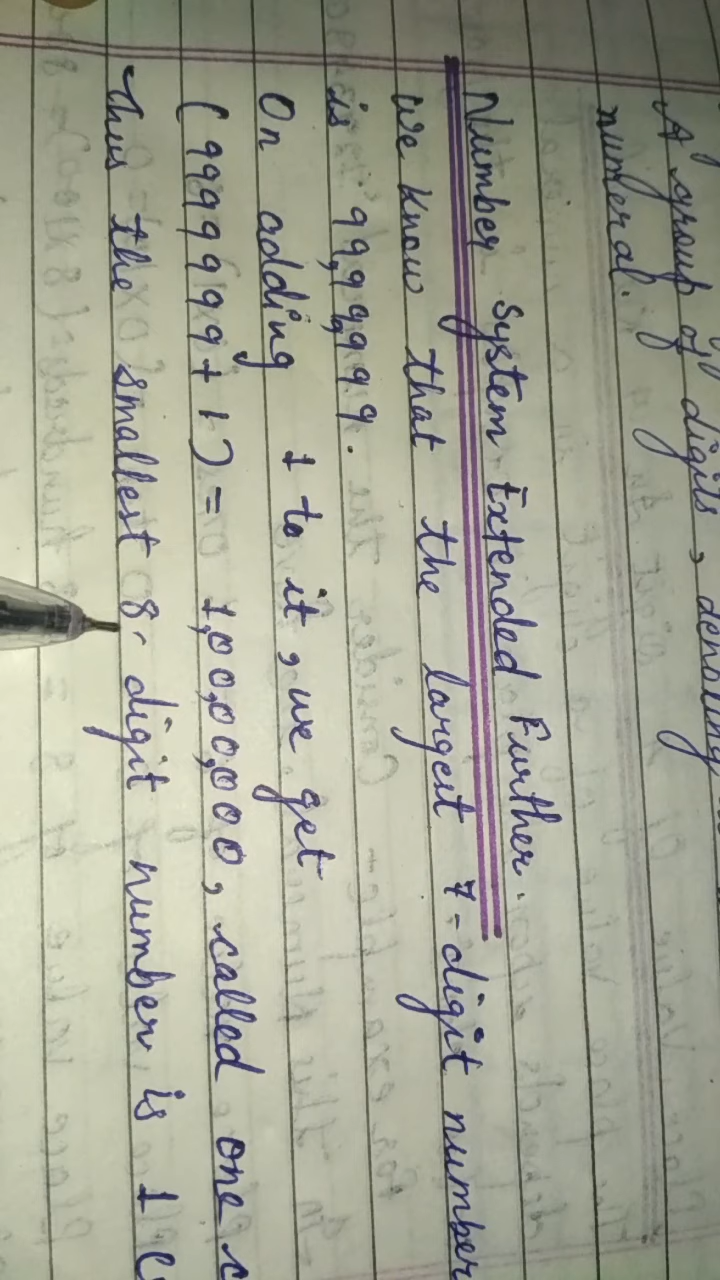 A group of digits, denoting
numeral.
Number System Extended Further.
We know that the largest 7-digit number
is 99,99,999.
On adding 1 to it, we get
(9999999+1) = 1,00,00,000, called one c
thus the smallest 8-digit number is 1